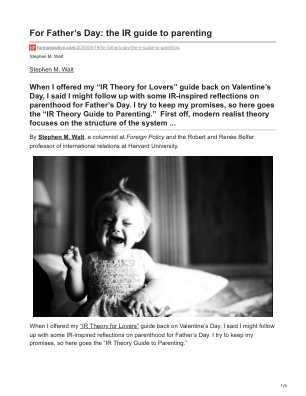 For Father's Day: the IR guide to parenting
foreignpolicy.com/2009/06/19/for-fathers-day-the-ir-guide-to-parenting
Stephen M. Walt
Stephen M. Walt
When I offered my “IR Theory for Lovers” guide back on Valentine’s
Day, I said I might follow up with some IR-inspired reflections on
parenthood for Father’s Day. I try to keep my promises, so here goes
the “IR Theory Guide to Parenting.” First off, modern realist theory
focuses on the structure of the system ...
By Stephen M. Walt, a columnist at Foreign Policy and the Robert and Renée Belfer
professor of international relations at Harvard University.
When I offered my “IR Theory for Lovers” guide back on Valentine’s Day, I said I might follow
up with some IR-inspired reflections on parenthood for Father’s Day. I try to keep my
promises, so here goes the “IR Theory Guide to Parenting.”